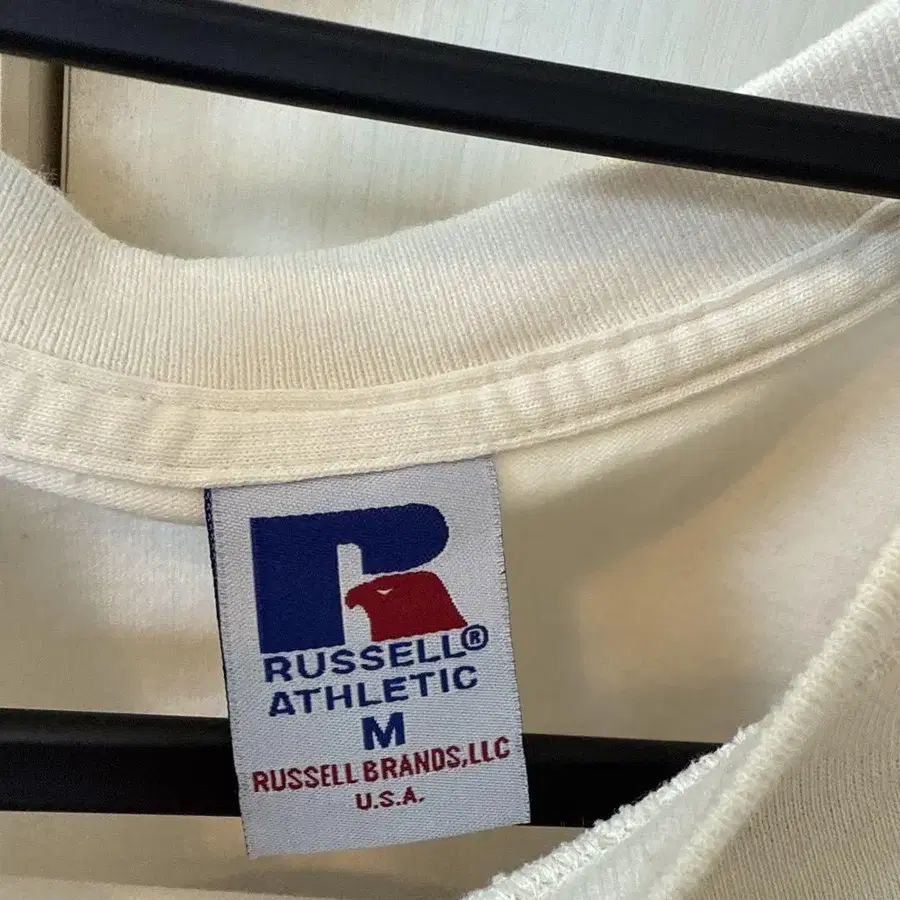 RUSSELL®
ATHLETIC
M
RUSSELL BRANDS, LLC
U.S.A.